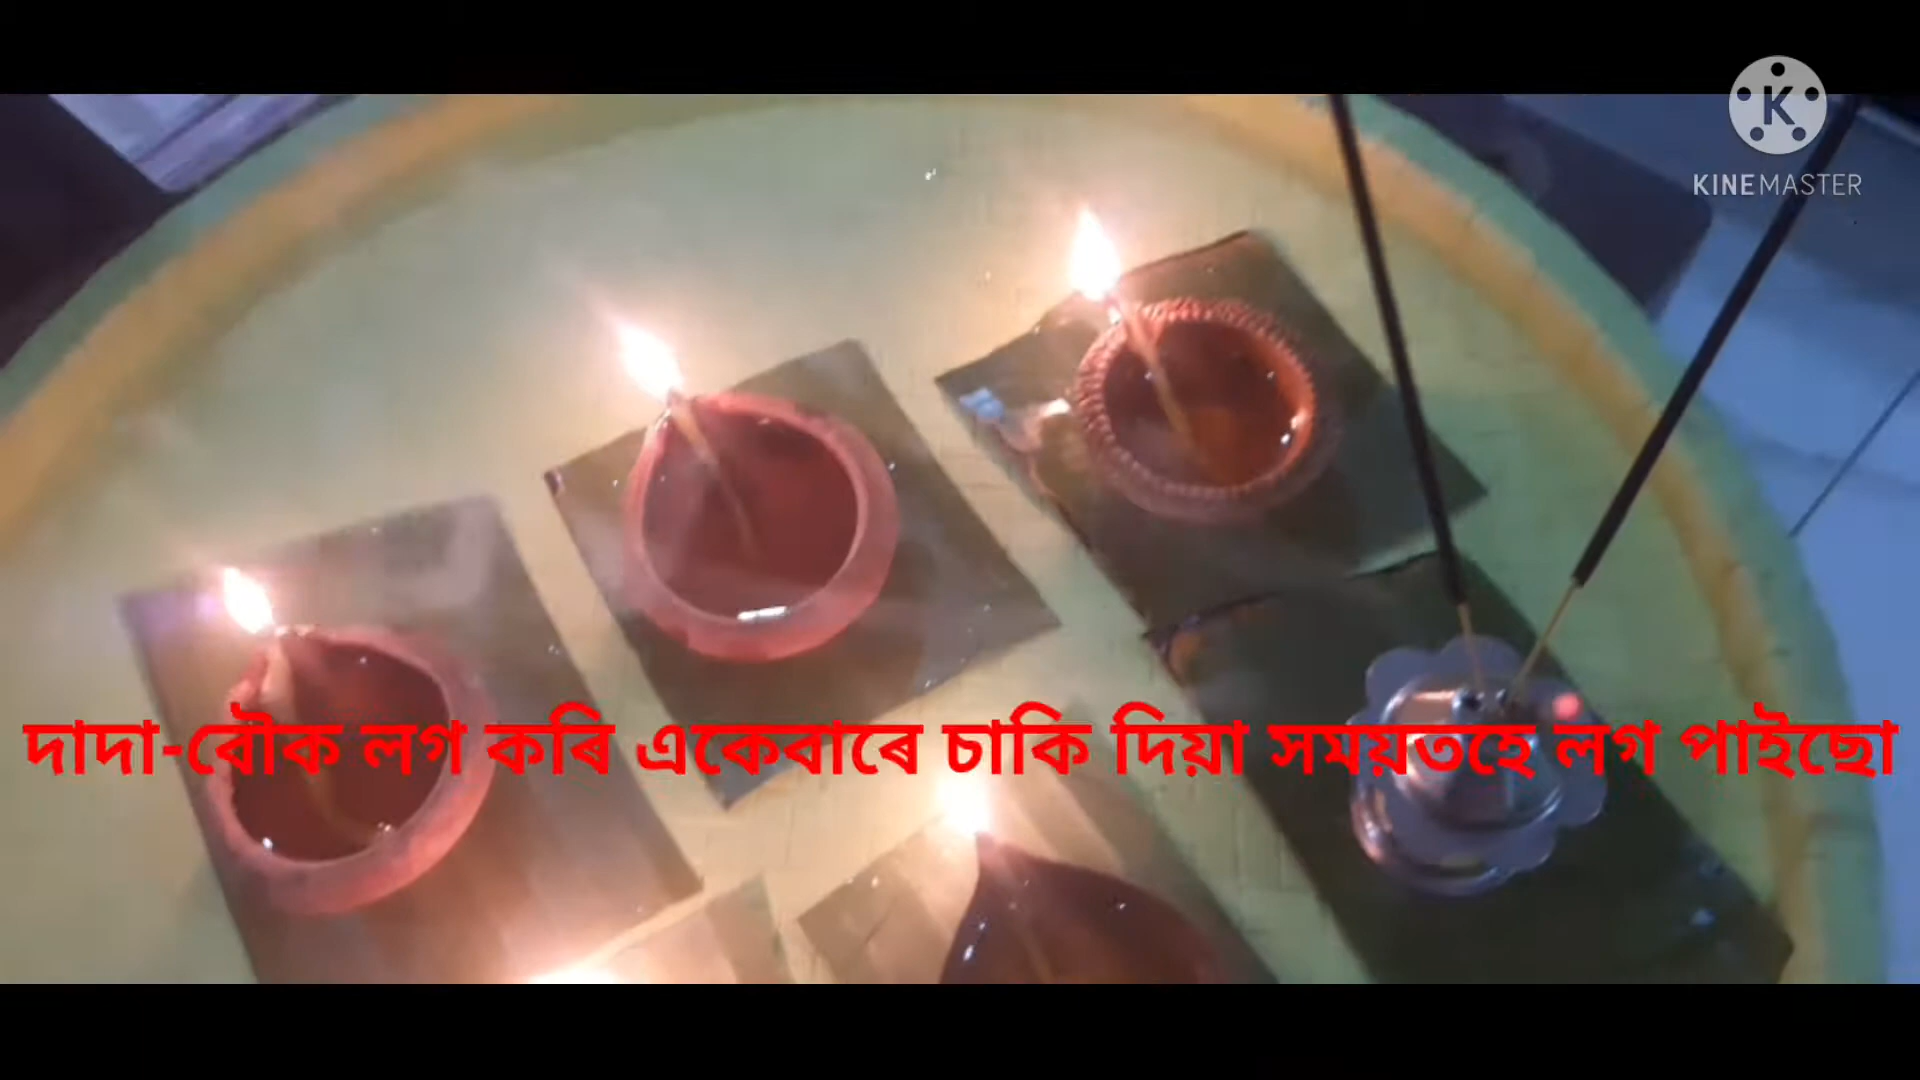 KINEMASTER
দাদা-বৌক লগ কৰি একেবাৰে চাকি দিয়া সময়তহে লগ পাইছো